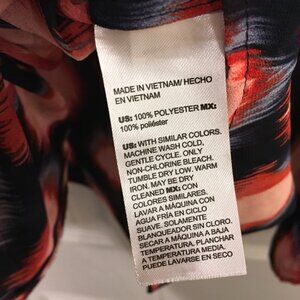 MADE IN VIETNAM/ HECHO
EN VIETNAM
US: 100% POLYESTER MX:
100% poliéster
US: WITH SIMILAR COLORS.
MACHINE WASH COLD,
GENTLE CYCLE. ONLY
NON-CHLORINE BLEACH.
TUMBLE DRY LOW. WARM
IRON. MAY BE DRY
CLEANED MX: CON
LAVAR A MÁQUINA CON
AGUA FRÍA EN CICLO
SUAVE. SOLAMENTE
BLANQUEADOR SIN CLORO.
SECAR A MÁQUINA A BAJA
TEMPERATURA. PLANCHAR
A TEMPERATURA TIBIA.
PUEDE LAVARSE EN SECO